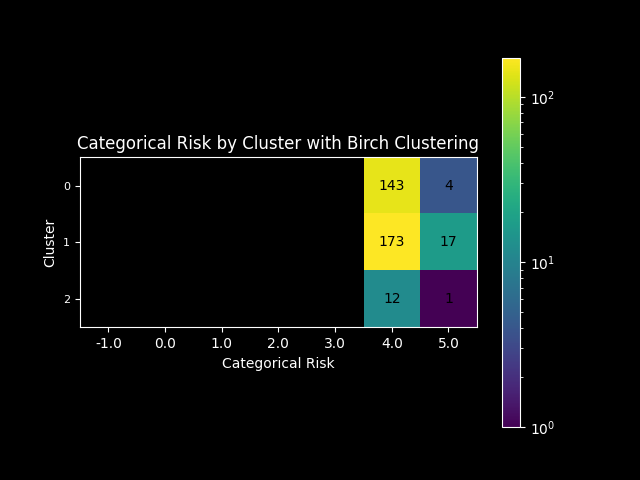 Categorical Risk by Cluster with Birch Clustering
Cluster
0 143 4
1 173 17
2 12 1
-1.0 0.0 1.0 2.0 3.0 4.0 5.0
Categorical Risk
10²
10¹
10⁰